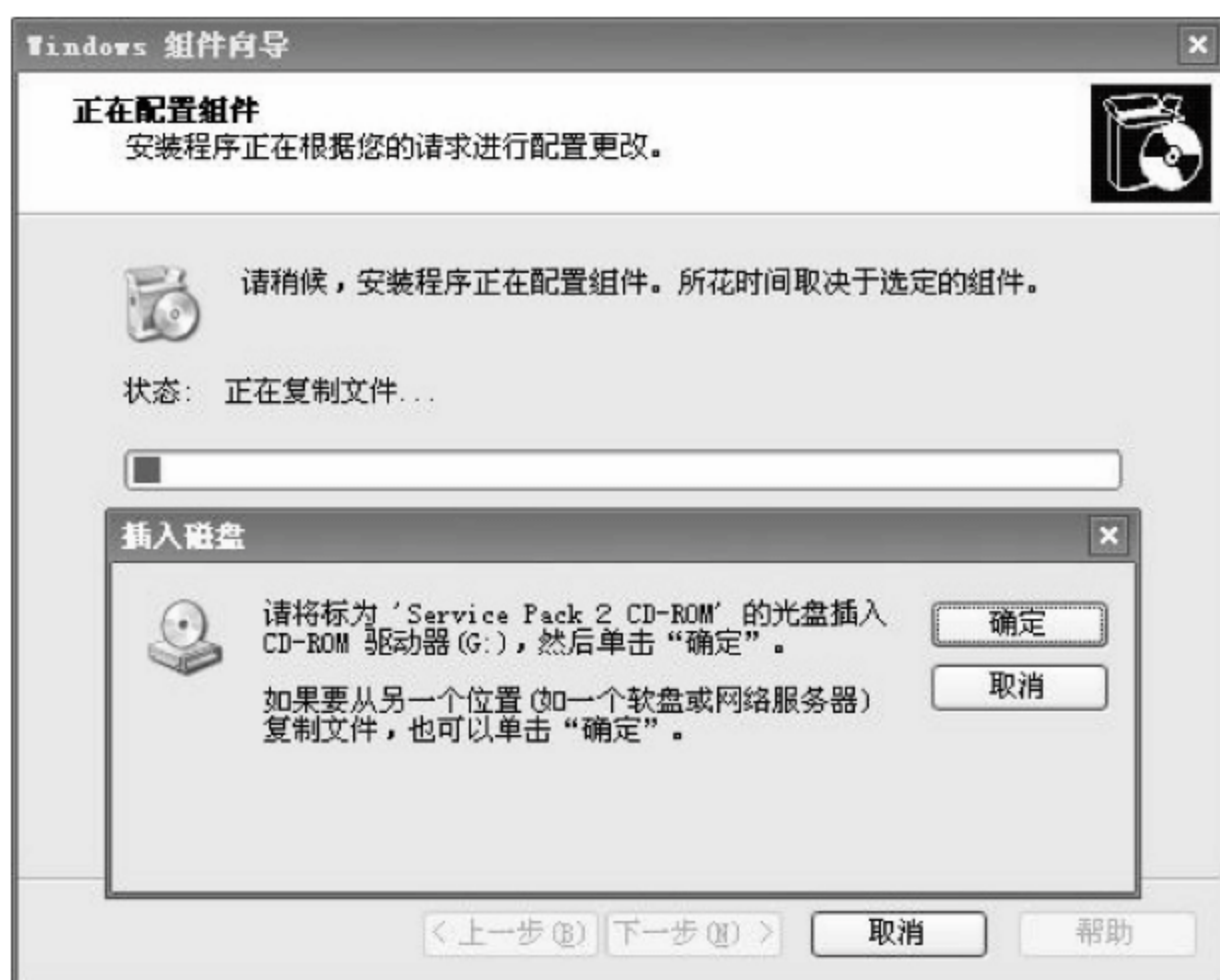 Windows 组件向导
正在配置组件
安装程序正在根据您的请求进行配置更改。
请稍候，安装程序正在配置组件。所花时间取决于选定的组件。
状态: 正在复制文件...
插入磁盘
请将标为 'Service Pack 2 CD-ROM' 的光盘插入
CD-ROM 驱动器(G:)，然后单击“确定”。
如果要从另一个位置(如一个软盘或网络服务器)
复制文件，也可以单击“确定”。
确定
取消
< 上一步(B)
下一步(N) >
取消
帮助